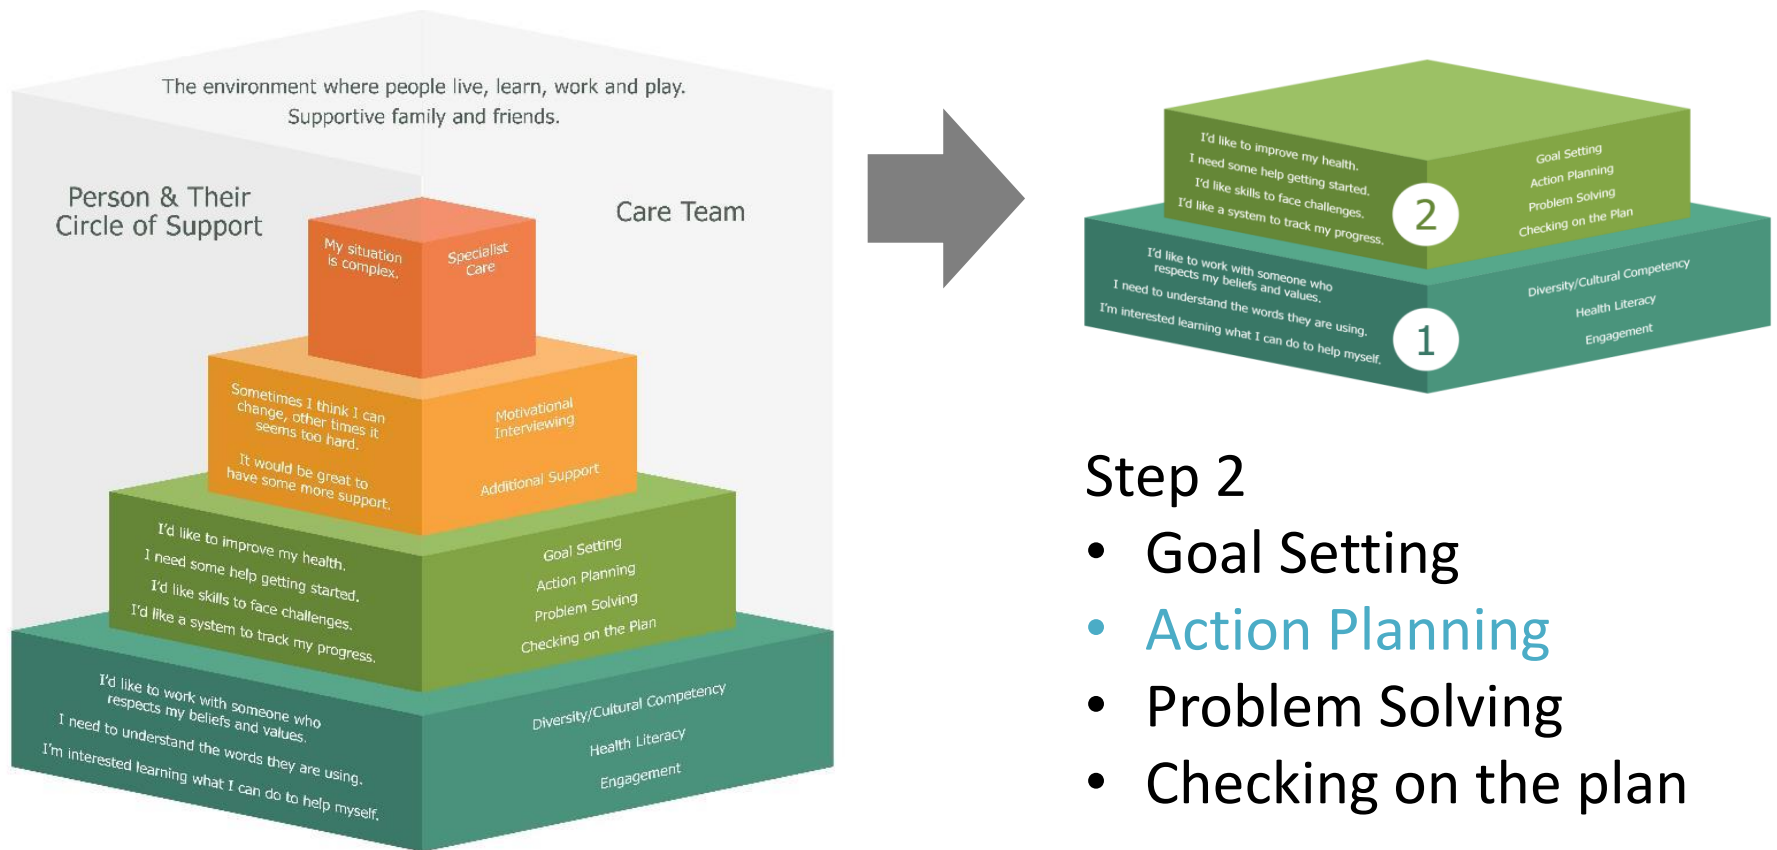 The environment where people live, learn, work and play.
Supportive family and friends.
Person & Their
Circle of Support
Care Team
My situation
is complex.
Specialist
Care
Sometimes I think I can
change, other times it
seems too hard.
It would be great to
have some more support.
Motivational
Interviewing
Additional Support
I'd like to improve my health.
I need some help getting started.
I'd like skills to face challenges.
I'd like a system to track my progress.
Goal Setting
Action Planning
Problem Solving
Checking on the Plan
I'd like to work with someone who
respects my beliefs and values.
I need to understand the words they are using.
I'm interested learning what I can do to help myself.
Diversity/Cultural Competency
Health Literacy
Engagement
I'd like to improve my health.
I need some help getting started.
I'd like skills to face challenges.
I'd like a system to track my progress.
2
Goal Setting
Action Planning
Problem Solving
Checking on the Plan
I'd like to work with someone who
respects my beliefs and values.
I need to understand the words they are using.
I'm interested learning what I can do to help myself.
1
Diversity/Cultural Competency
Health Literacy
Engagement
Step 2
• Goal Setting
• Action Planning
• Problem Solving
• Checking on the plan